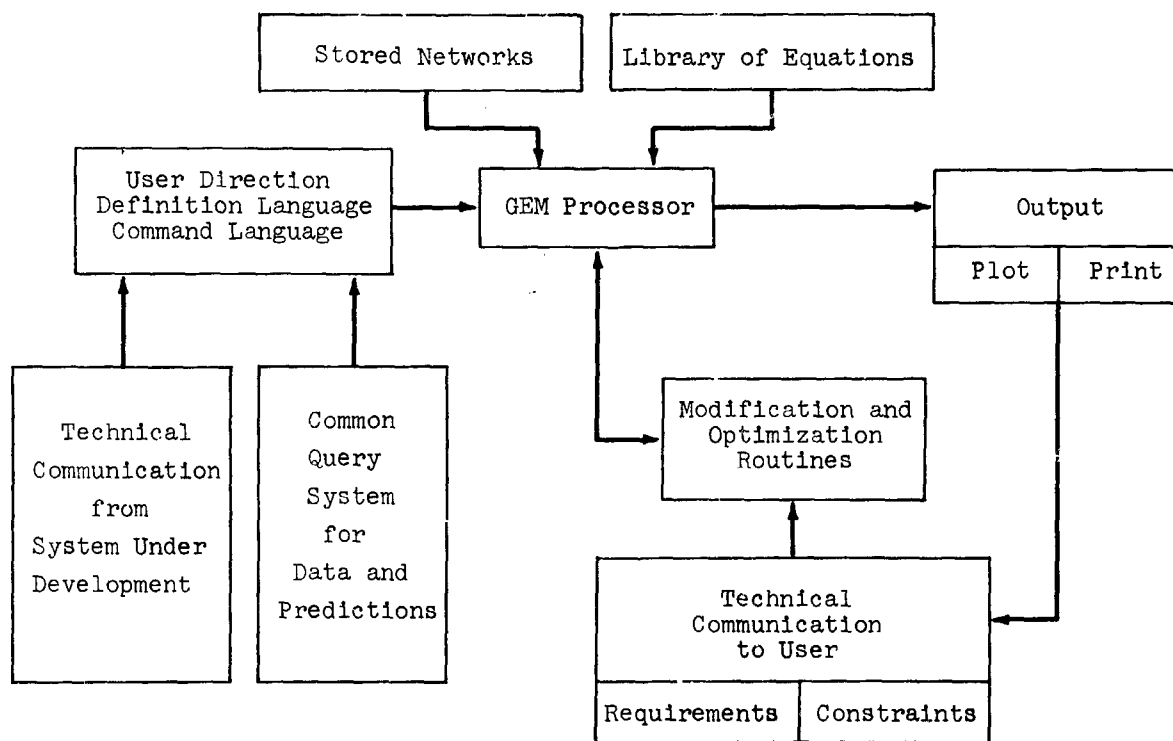 Stored Networks
Library of Equations
User Direction
Definition Language
Command Language
GEM Processor
Output
Plot
Print
Technical
Communication
from
System Under
Development
Common
Query
System
for
Data and
Predictions
Modification and
Optimization
Routines
Technical
Communication
to User
Requirements
Constraints